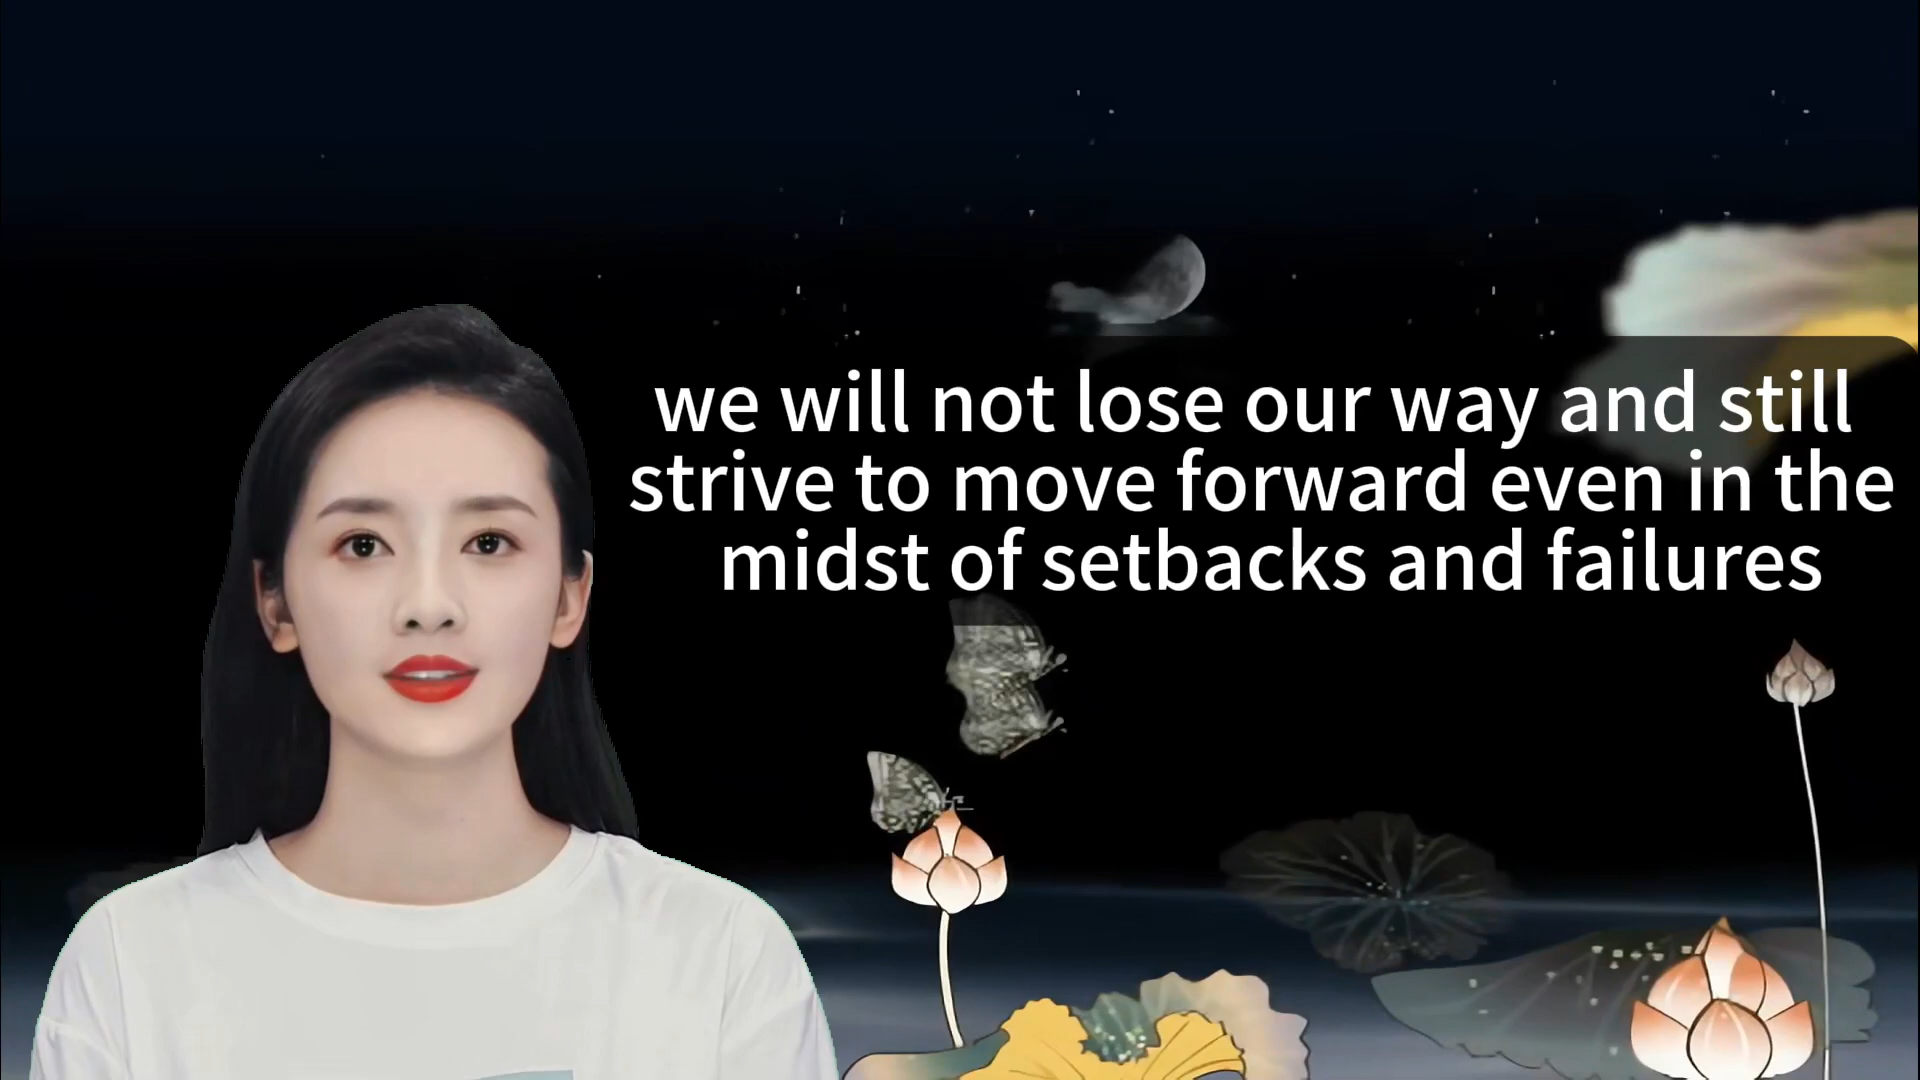 we will not lose our way and still
strive to move forward even in the
midst of setbacks and failures